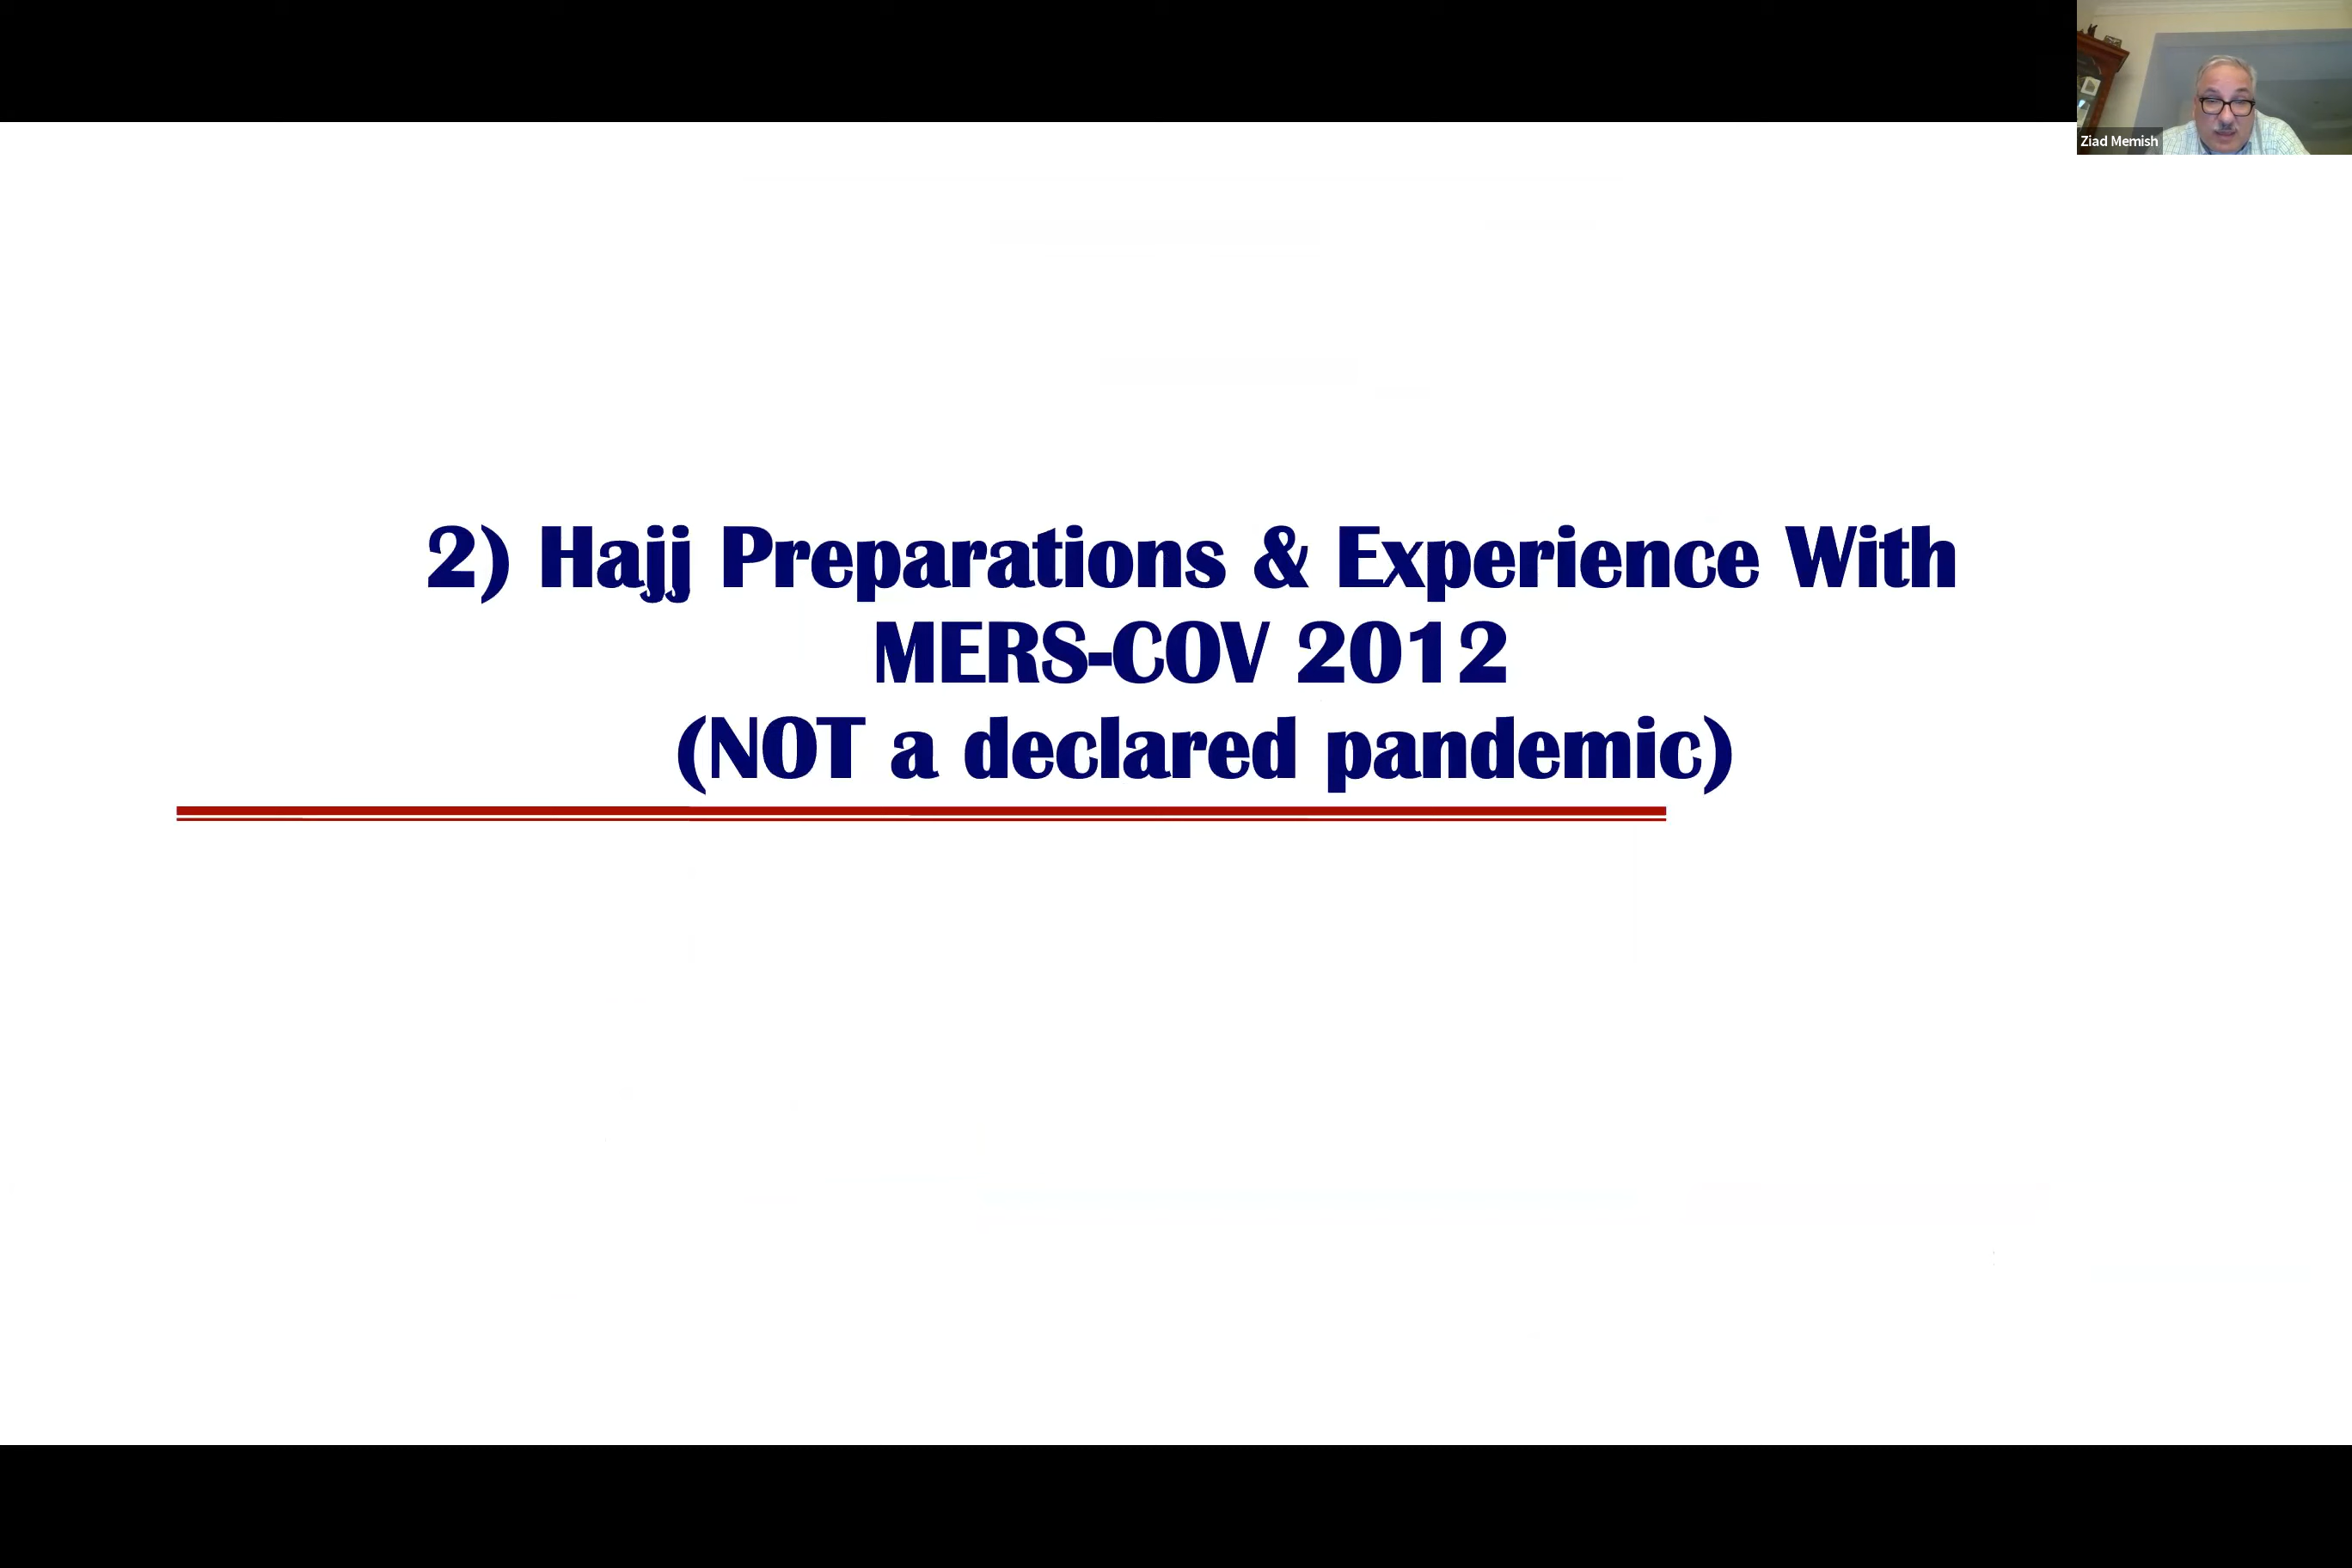 Ziad Memish
2) Hajj Preparations & Experience With
MERS-COV 2012
(NOT a declared pandemic)